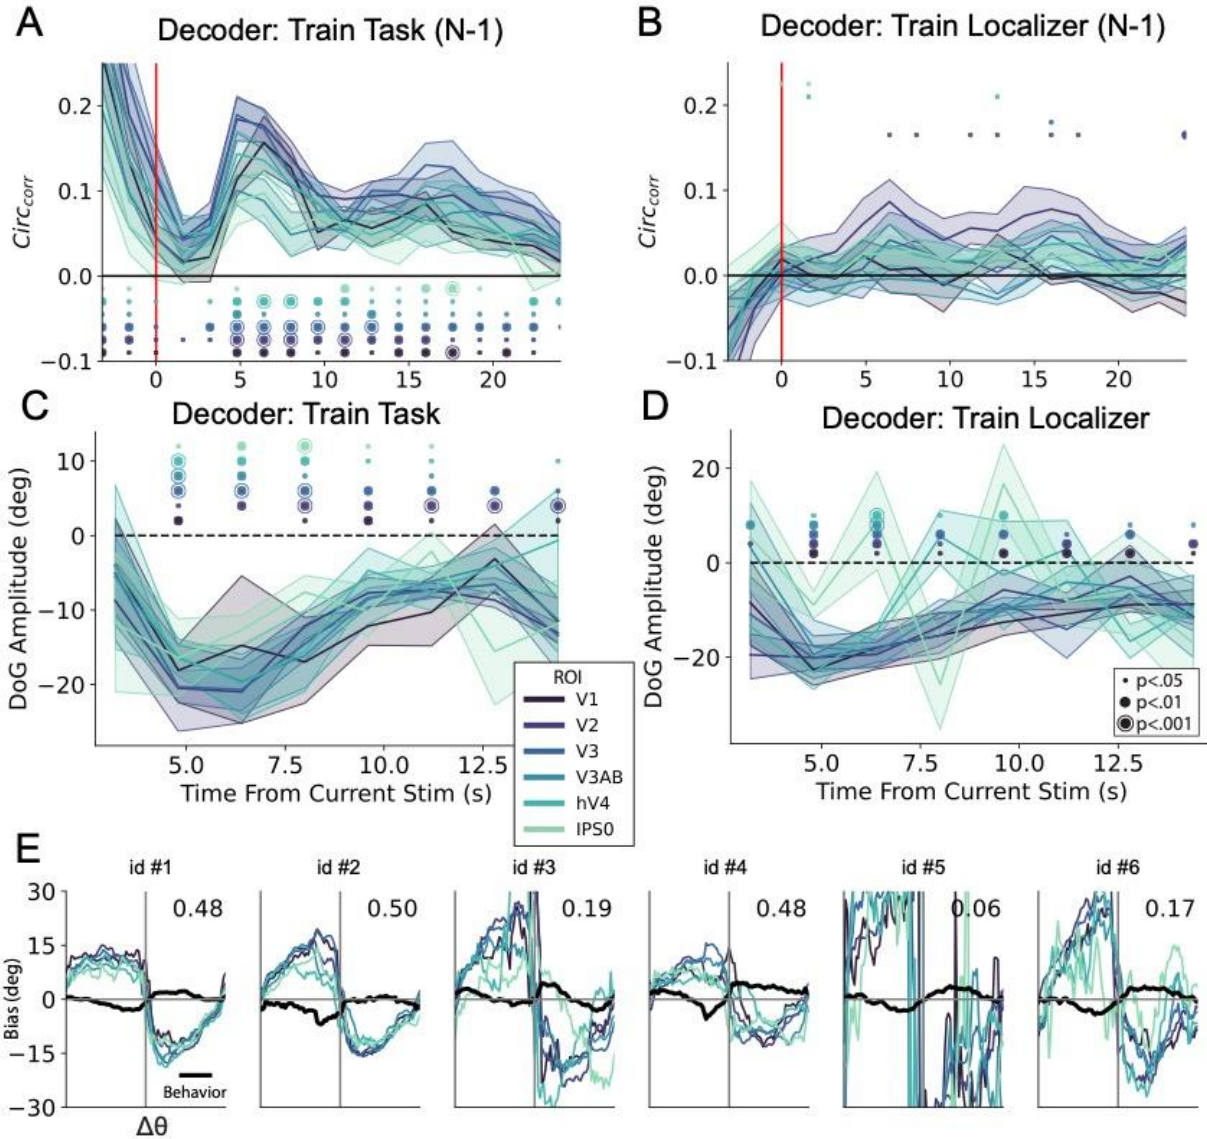 A
Decoder: Train Task (N-1)
B
Decoder: Train Localizer (N-1)
Circcorr
0.2
0.1
0.0
−0.1
0 5 10 15 20
Circcorr
0.2
0.1
0.0
−0.1
0 5 10 15 20
C
Decoder: Train Task
D
Decoder: Train Localizer
DoG Amplitude (deg)
10
0
−10
−20
5.0 7.5 10.0 12.5
Time From Current Stim (s)
ROI
V1
V2
V3
V3AB
hV4
IPS0
DoG Amplitude (deg)
20
0
−20
p<.05
p<.01
p<.001
5.0 7.5 10.0 12.5
Time From Current Stim (s)
E
id #1 id #2 id #3 id #4 id #5 id #6
0.48 0.50 0.19 0.48 0.06 0.17
Bias (deg)
30
15
0
−15
−30
Behavior
Δθ